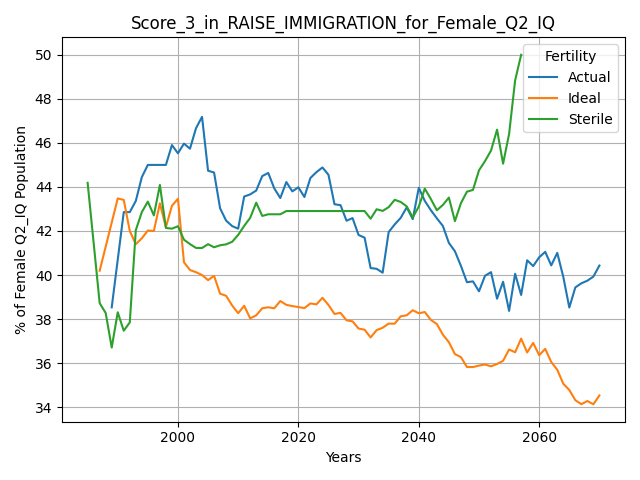 Score_3_in_RAISE_IMMIGRATION_for_Female_Q2_IQ
% of Female Q2_IQ Population
50
48
46
44
42
40
38
36
34
Fertility
Actual
Ideal
Sterile
2000
2020
2040
2060
Years